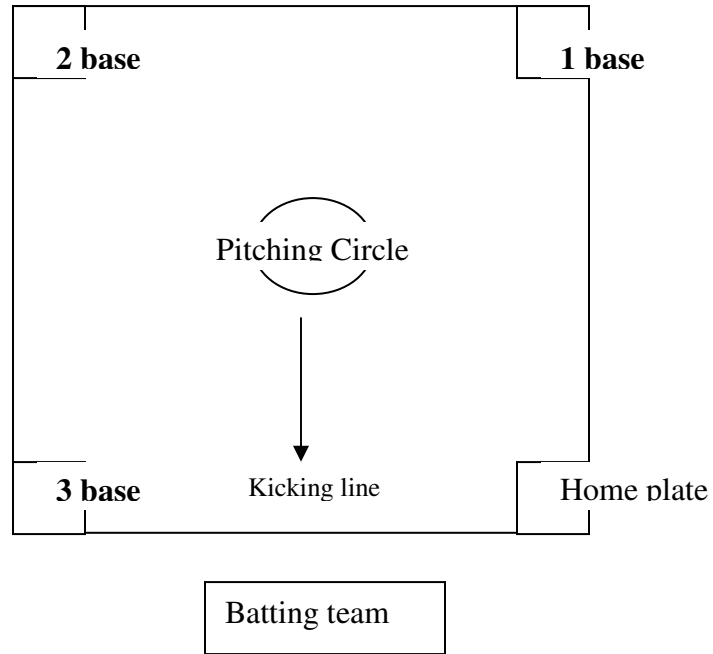 2 base
1 base
Pitching Circle
3 base
Kicking line
Home plate
Batting team